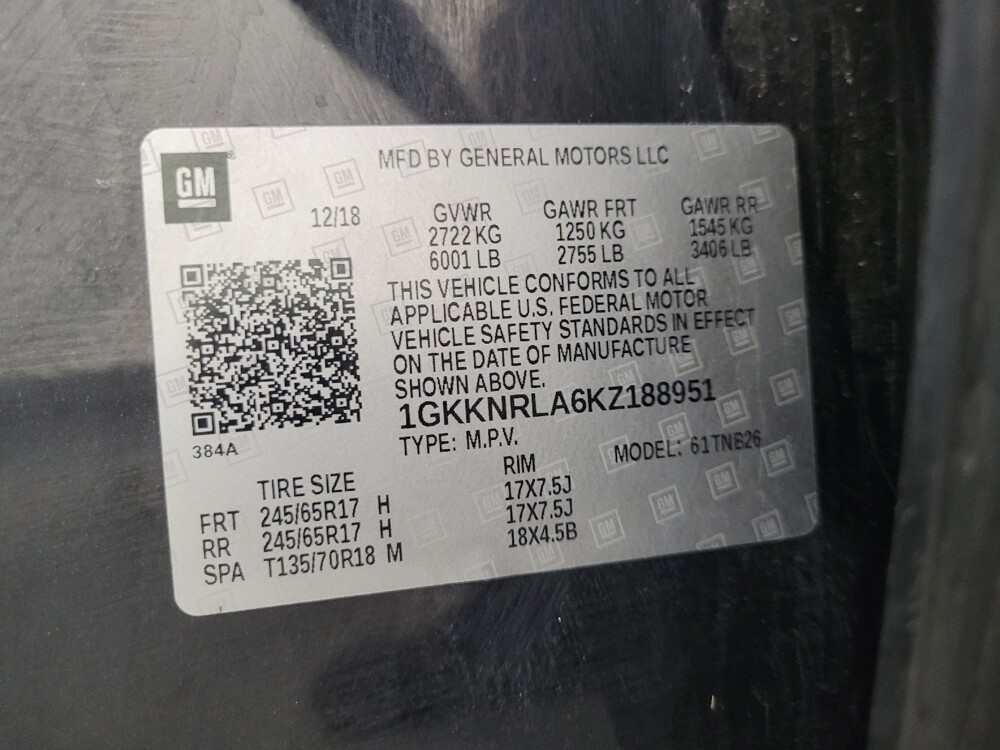 GM
MFD BY GENERAL MOTORS LLC
12/18
GVWR GAWR FRT GAWR RR
2722 KG 1250 KG 1545 KG
6001 LB 2755 LB 3406 LB
THIS VEHICLE CONFORMS TO ALL
APPLICABLE U.S. FEDERAL MOTOR
VEHICLE SAFETY STANDARDS IN EFFECT
ON THE DATE OF MANUFACTURE
SHOWN ABOVE.
1GKKNRLA6KZ188951
384A
TYPE: M.P.V. MODEL: 61TNB26
TIRE SIZE RIM
FRT 245/65R17 H 17X7.5J
RR 245/65R17 H 17X7.5J
SPA T135/70R18 M 18X4.5B